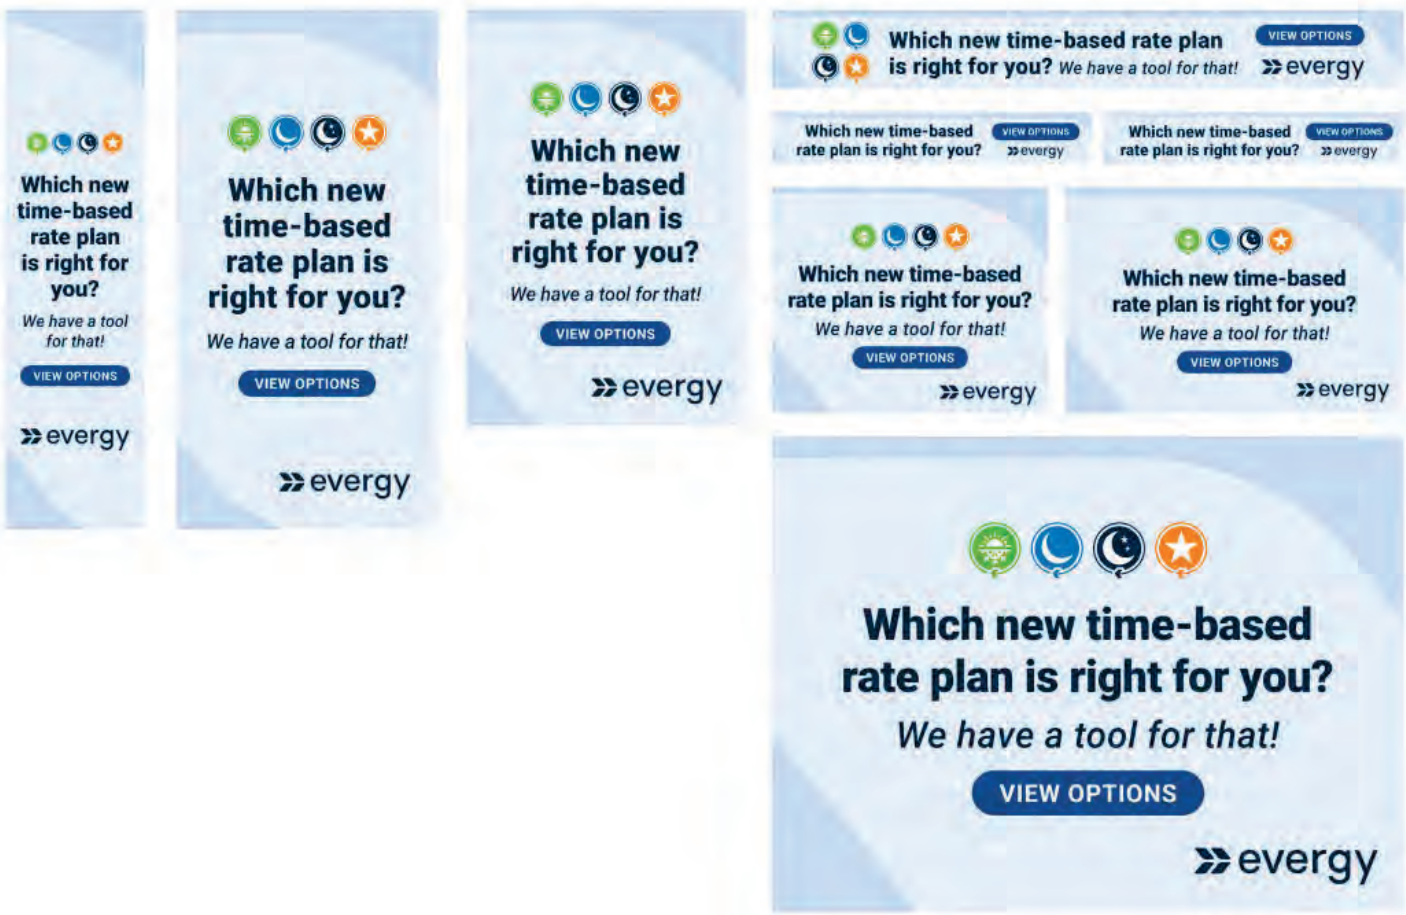 Which new
time-based
rate plan
is right for
you?
We have a tool
for that!
VIEW OPTIONS
evergy
Which new
time-based
rate plan is
right for you?
We have a tool for that!
VIEW OPTIONS
evergy
Which new
time-based
rate plan is
right for you?
We have a tool for that!
VIEW OPTIONS
evergy
Which new time-based rate plan
is right for you? We have a tool for that!
VIEW OPTIONS
evergy
Which new time-based
rate plan is right for you?
VIEW OPTIONS
evergy
Which new time-based
rate plan is right for you?
VIEW OPTIONS
evergy
Which new time-based
rate plan is right for you?
We have a tool for that!
VIEW OPTIONS
evergy
Which new time-based
rate plan is right for you?
We have a tool for that!
VIEW OPTIONS
evergy
Which new time-based
rate plan is right for you?
We have a tool for that!
VIEW OPTIONS
evergy